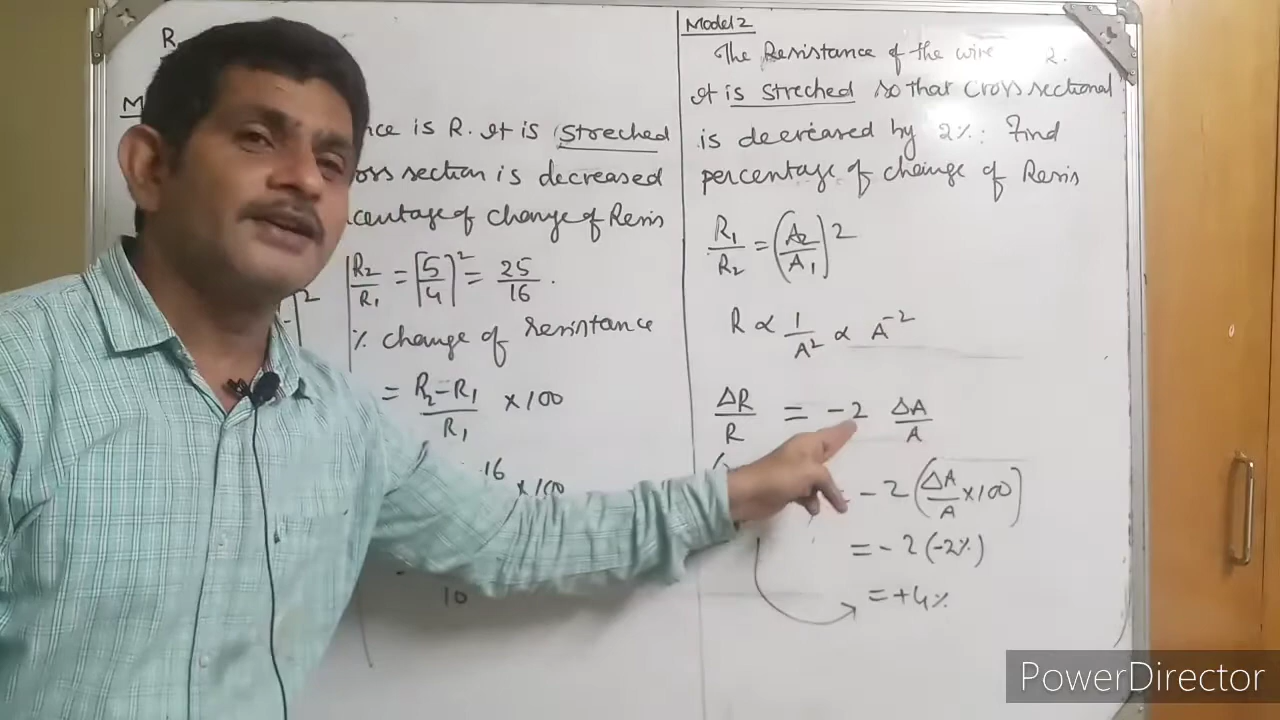 R
M
nce is R. It is streched
oss section is decreased
centage of change of Resis
R2/R1 = [5/4]^2 = 25/16 .
% change of resistance
= R2-R1/R1 ×100
16 ×100
10
Model 2
The Resistance of the wire 2.
It is streched so that cross sectional
is decreased by 2%. Find
percentage of change of Resis
R1/R2 = (A2/A1)^2
R ∝ 1/A^2 ∝ A^-2
ΔR/R = -2 ΔA/A
-2 (ΔA/A ×100)
= -2 (-2%)
= +4%
PowerDirector